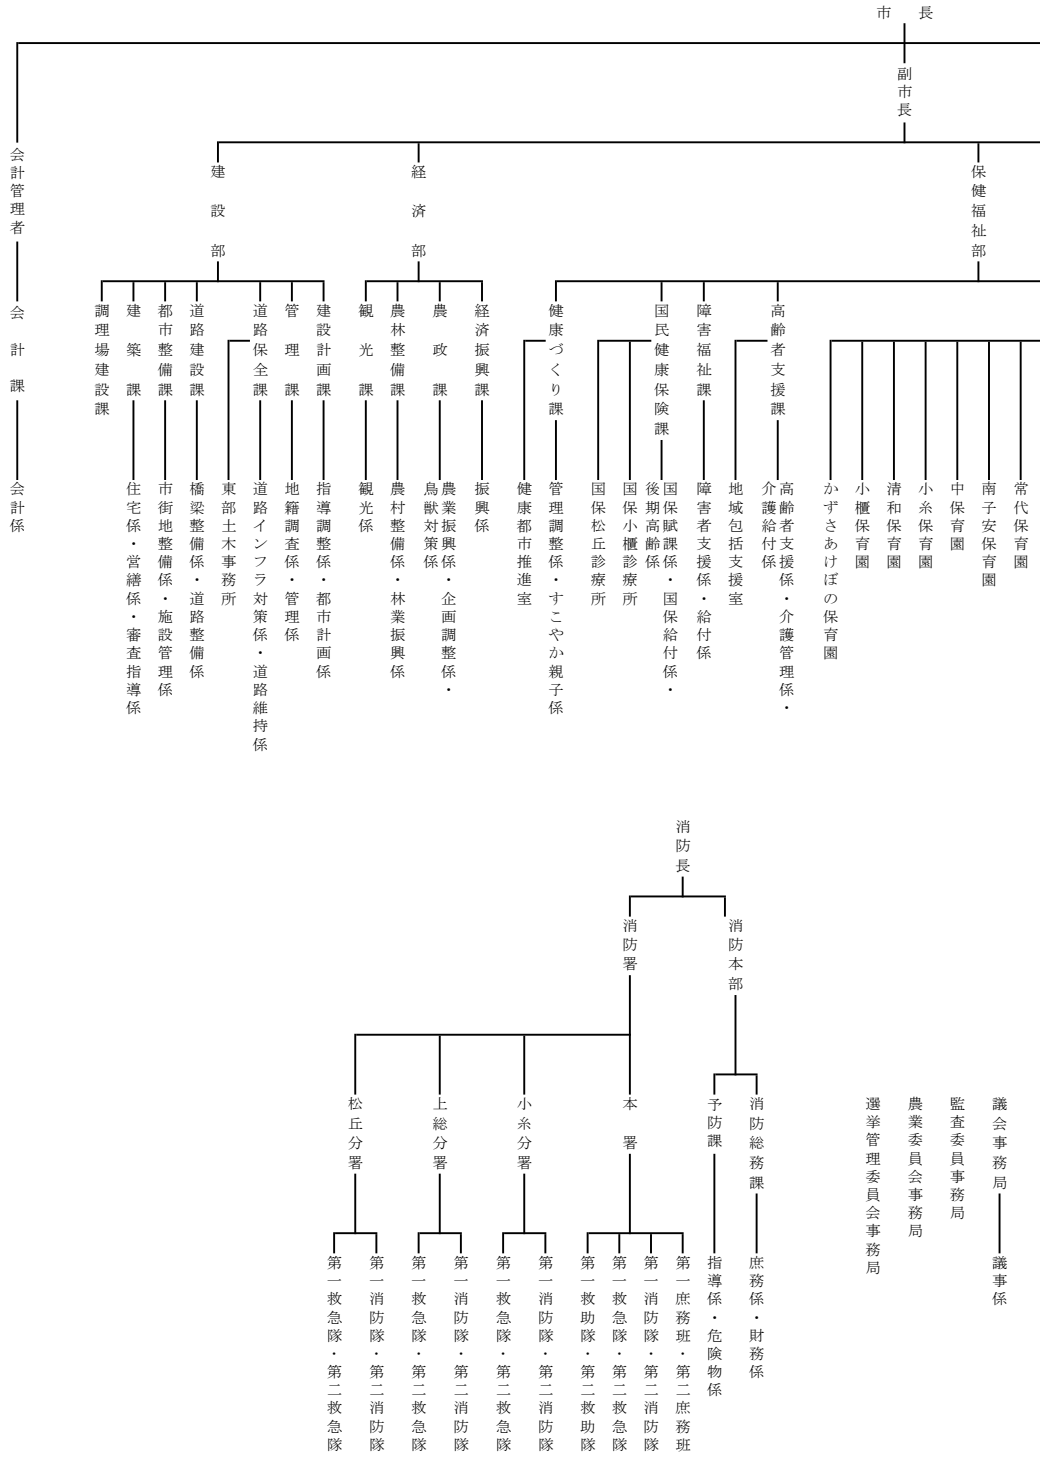 市長
副市長
保健福祉部
経済部
建設部
会計管理者
高齢者支援課
障害福祉課
国民健康保険課
健康づくり課
経済振興課
農政課
農林整備課
観光課
建設計画課
管理課
道路保全課
道路建設課
都市整備課
建築課
調理場建設課
会計課
常代保育園
南子安保育園
中保育園
小糸保育園
清和保育園
小櫃保育園
かずさあけぼの保育園
高齢者支援係・介護管理係・
介護給付係
地域包括支援室
障害者支援係・給付係
国保賦課係・国保給付係・
後期高齢係
国保小櫃診療所
国保松丘診療所
管理調整係・すこやか親子係
健康都市推進室
振興係
農業振興係・企画調整係・
鳥獣対策係
農村整備係・林業振興係
観光係
指導調整係・都市計画係
地籍調査係・管理係
道路インフラ対策係・道路維持係
東部土木事務所
橋梁整備係・道路整備係
市街地整備係・施設管理係
住宅係・営繕係・審査指導係
会計係
消防長
消防本部
消防署
議会事務局
監査委員事務局
農業委員会事務局
選挙管理委員会事務局
消防総務課
予防課
本署
小糸分署
上総分署
松丘分署
議事係
庶務係・財務係
指導係・危険物係
第一庶務班・第二庶務班
第一消防隊・第二消防隊
第一救急隊・第二救急隊
第一救助隊・第二救助隊
第一消防隊・第二消防隊
第一救急隊・第二救急隊
第一消防隊・第二消防隊
第一救急隊・第二救急隊
第一消防隊・第二消防隊
第一救急隊・第二救急隊